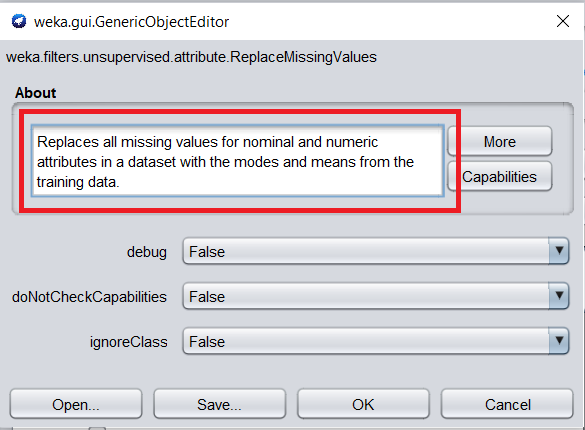 weka.gui.GenericObjectEditor
weka.filters.unsupervised.attribute.ReplaceMissingValues
About
Replaces all missing values for nominal and numeric
attributes in a dataset with the modes and means from the
training data.
More
Capabilities
debug False
doNotCheckCapabilities False
ignoreClass False
Open... Save... OK Cancel